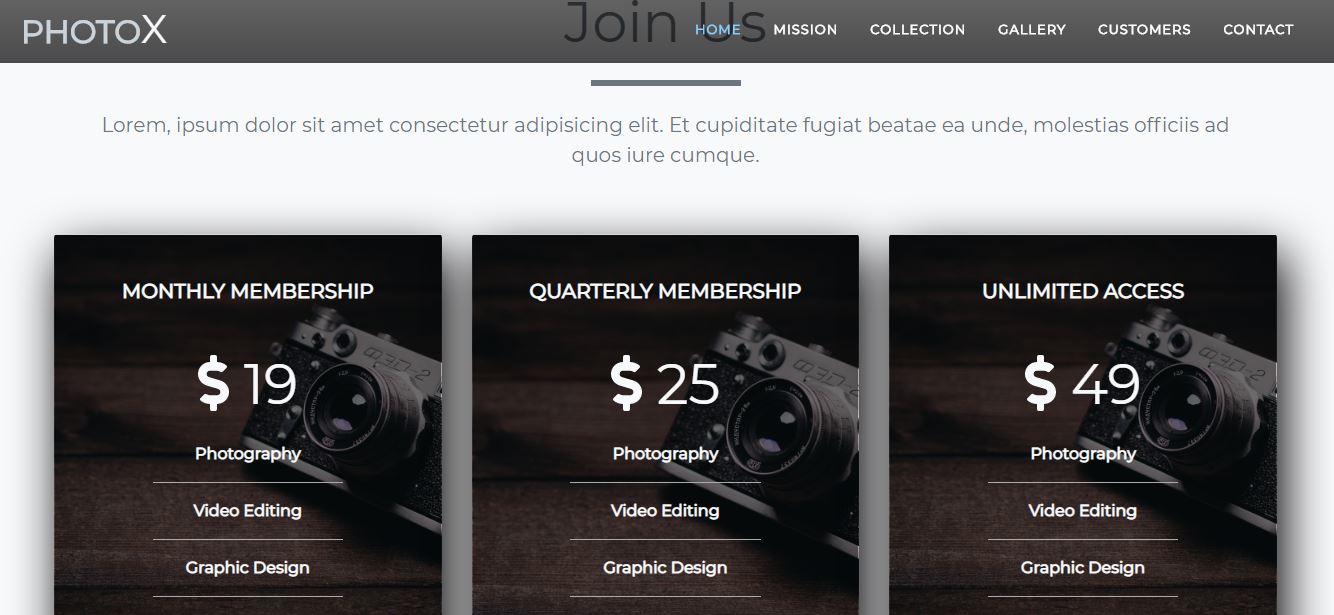 PHOTOX
HOME MISSION COLLECTION GALLERY CUSTOMERS CONTACT
Join Us
Lorem, ipsum dolor sit amet consectetur adipisicing elit. Et cupiditate fugiat beatae ea unde, molestias officiis ad
quos iure cumque.
MONTHLY MEMBERSHIP
$ 19
Photography
Video Editing
Graphic Design
QUARTERLY MEMBERSHIP
$ 25
Photography
Video Editing
Graphic Design
UNLIMITED ACCESS
$ 49
Photography
Video Editing
Graphic Design